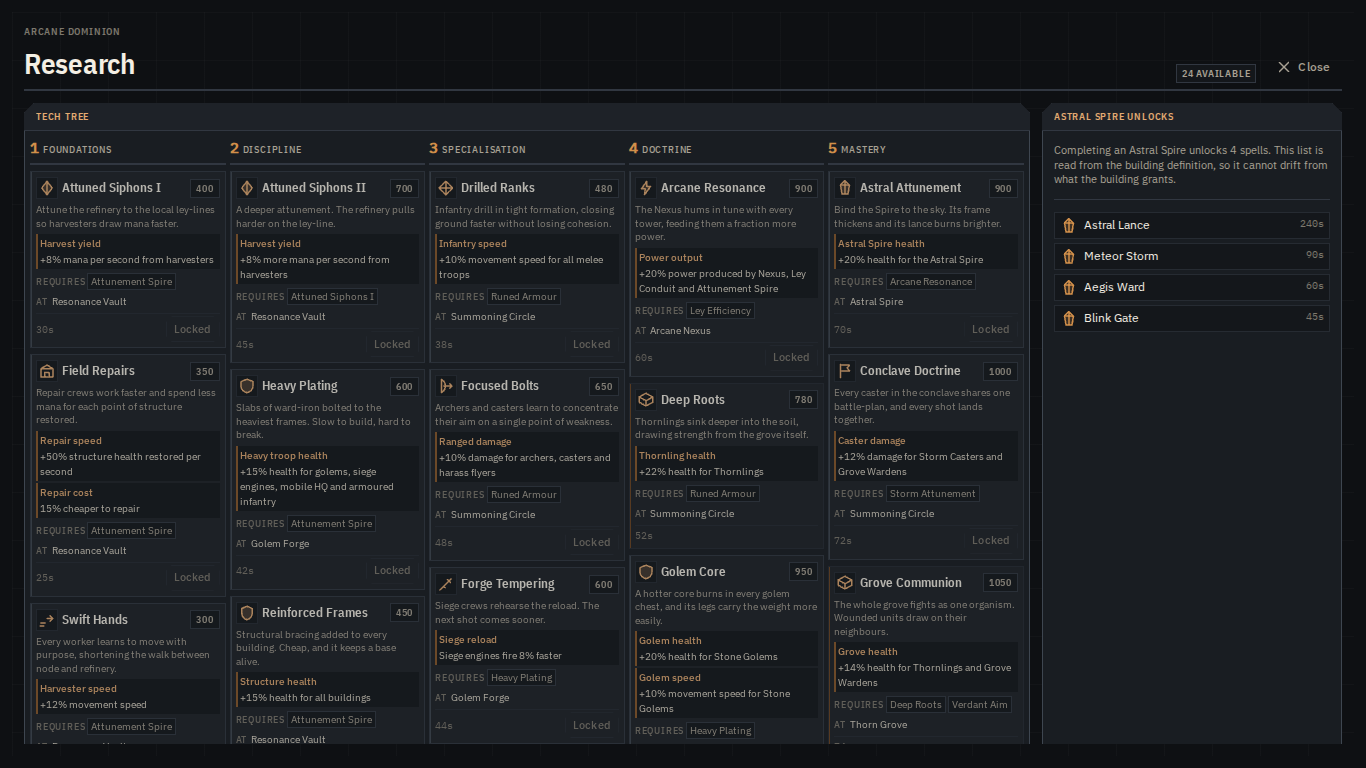 ARCANE DOMINION
Research
24 AVAILABLE
Close
TECH TREE
1 FOUNDATIONS
Attuned Siphons I 400
Attune the refinery to the local ley-lines
so harvesters draw mana faster.
Harvest yield
+8% mana per second from harvesters
REQUIRES Attunement Spire
AT Resonance Vault
30s Locked
Field Repairs 350
Repair crews work faster and spend less
mana for each point of structure
restored.
Repair speed
+50% structure health restored per
second
Repair cost
15% cheaper to repair
REQUIRES Attunement Spire
AT Resonance Vault
25s Locked
Swift Hands 300
Every worker learns to move with
purpose, shortening the walk between
node and refinery.
Harvester speed
+12% movement speed
REQUIRES Attunement Spire
2 DISCIPLINE
Attuned Siphons II 700
A deeper attunement. The refinery pulls
harder on the ley-line.
Harvest yield
+8% more mana per second from
harvesters
REQUIRES Attuned Siphons I
AT Resonance Vault
45s Locked
Heavy Plating 600
Slabs of ward-iron bolted to the
heaviest frames. Slow to build, hard to
break.
Heavy troop health
+15% health for golems, siege
engines, mobile HQ and armoured
infantry
REQUIRES Attunement Spire
AT Golem Forge
42s Locked
Reinforced Frames 450
Structural bracing added to every
building. Cheap, and it keeps a base
alive.
Structure health
+15% health for all buildings
REQUIRES Attunement Spire
AT Resonance Vault
3 SPECIALISATION
Drilled Ranks 480
Infantry drill in tight formation, closing
ground faster without losing cohesion.
Infantry speed
+10% movement speed for all melee
troops
REQUIRES Runed Armour
AT Summoning Circle
38s Locked
Focused Bolts 650
Archers and casters learn to concentrate
their aim on a single point of weakness.
Ranged damage
+10% damage for archers, casters and
harass flyers
REQUIRES Runed Armour
AT Summoning Circle
48s Locked
Forge Tempering 600
Siege crews rehearse the reload. The
next shot comes sooner.
Siege reload
Siege engines fire 8% faster
REQUIRES Heavy Plating
AT Golem Forge
44s Locked
4 DOCTRINE
Arcane Resonance 900
The Nexus hums in tune with every
tower, feeding them a fraction more
power.
Power output
+20% power produced by Nexus, Ley
Conduit and Attunement Spire
REQUIRES Ley Efficiency
AT Arcane Nexus
60s Locked
Deep Roots 780
Thornlings sink deeper into the soil,
drawing strength from the grove itself.
Thornling health
+22% health for Thornlings
REQUIRES Runed Armour
AT Summoning Circle
52s
Golem Core 950
A hotter core burns in every golem
chest, and its legs carry the weight more
easily.
Golem health
+20% health for Stone Golems
Golem speed
+10% movement speed for Stone
Golems
REQUIRES Heavy Plating
5 MASTERY
Astral Attunement 900
Bind the Spire to the sky. Its frame
thickens and its lance burns brighter.
Astral Spire health
+20% health for the Astral Spire
REQUIRES Arcane Resonance
AT Astral Spire
70s Locked
Conclave Doctrine 1000
Every caster in the conclave shares one
battle-plan, and every shot lands
together.
Caster damage
+12% damage for Storm Casters and
Grove Wardens
REQUIRES Storm Attunement
AT Summoning Circle
72s Locked
Grove Communion 1050
The whole grove fights as one organism.
Wounded units draw on their
neighbours.
Grove health
+14% health for Thornlings and Grove
Wardens
REQUIRES Deep Roots Verdant Aim
AT Thorn Grove
ASTRAL SPIRE UNLOCKS
Completing an Astral Spire unlocks 4 spells. This list is
read from the building definition, so it cannot drift from
what the building grants.
Astral Lance 240s
Meteor Storm 90s
Aegis Ward 60s
Blink Gate 45s